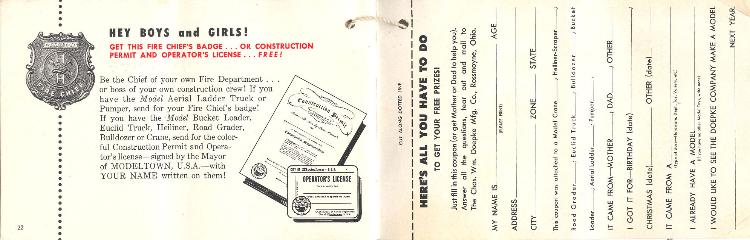 HEY BOYS and GIRLS!
GET THIS FIRE CHIEF'S BADGE . . . OR CONSTRUCTION
PERMIT AND OPERATOR'S LICENSE . . . FREE!
FIRE CHIEF
Be the Chief of your own Fire Department . . .
or boss of your own construction crew! If you
have the Model Aerial Ladder Truck or
Pumper, send for your Fire Chief's badge!
If you have the Model Bucket Loader,
Euclid Truck, Heiliner, Road Grader,
Bulldozer or Crane, send for the color-
ful Construction Permit and Opera-
tor's license—signed by the Mayor
of MODELTOWN, U.S.A.—with
YOUR NAME written on them!
Construction Permit
OPERATOR'S LICENSE
22
CUT ALONG DOTTED LINE
HERE'S ALL YOU HAVE TO DO
TO GET YOUR FREE PRIZES!
Just fill in this coupon (or get Mother or Dad to help you).
Answer all the questions, tear out and mail to
The Chas. Wm. Doepke Mfg. Co., Rossmoyne, Ohio.
MY NAME IS AGE
(PLEASE PRINT)
ADDRESS
CITY ZONE STATE
This coupon was attached to a Model Crane , Heiliner-Scraper ,
Road Grader , Euclid Truck , Bulldozer , Bucket
Loader , Aerial Ladder , Pumper .
IT CAME FROM—MOTHER , DAD , OTHER
I GOT IT FOR—BIRTHDAY (date)
CHRISTMAS (date) OTHER (date)
IT CAME FROM A
I ALREADY HAVE A MODEL
I WOULD LIKE TO SEE THE DOEPKE COMPANY MAKE A MODEL
NEXT YEAR.